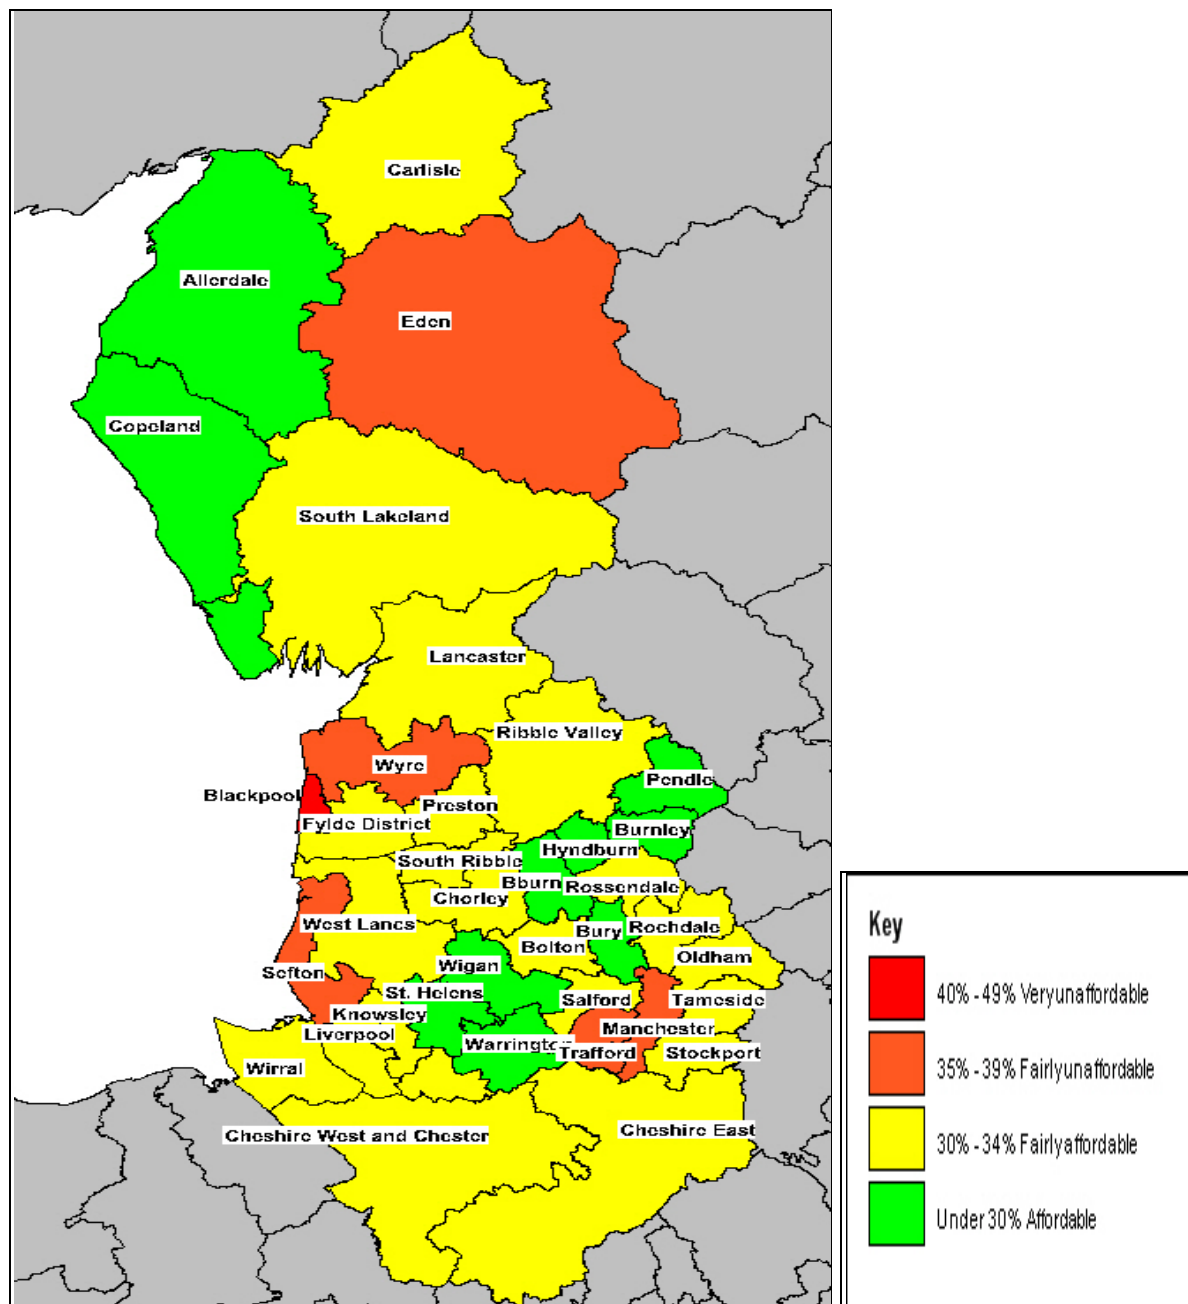 Carlisle
Allerdale
Eden
Copeland
South Lakeland
Lancaster
Ribble Valley
Wyre
Pendle
Blackpool
Preston
Fylde District
Burnley
Hyndburn
South Ribble
Bburn
Rossendale
Chorley
West Lancs
Bury
Rochdale
Bolton
Oldham
Wigan
Sefton
St. Helens
Salford
Tameside
Knowsley
Manchester
Liverpool
Warrington
Trafford
Stockport
Wirral
Cheshire West and Chester
Cheshire East
Key
40% - 49% Veryunaffordable
35% - 39% Fairlyunaffordable
30% - 34% Fairlyaffordable
Under 30% Affordable